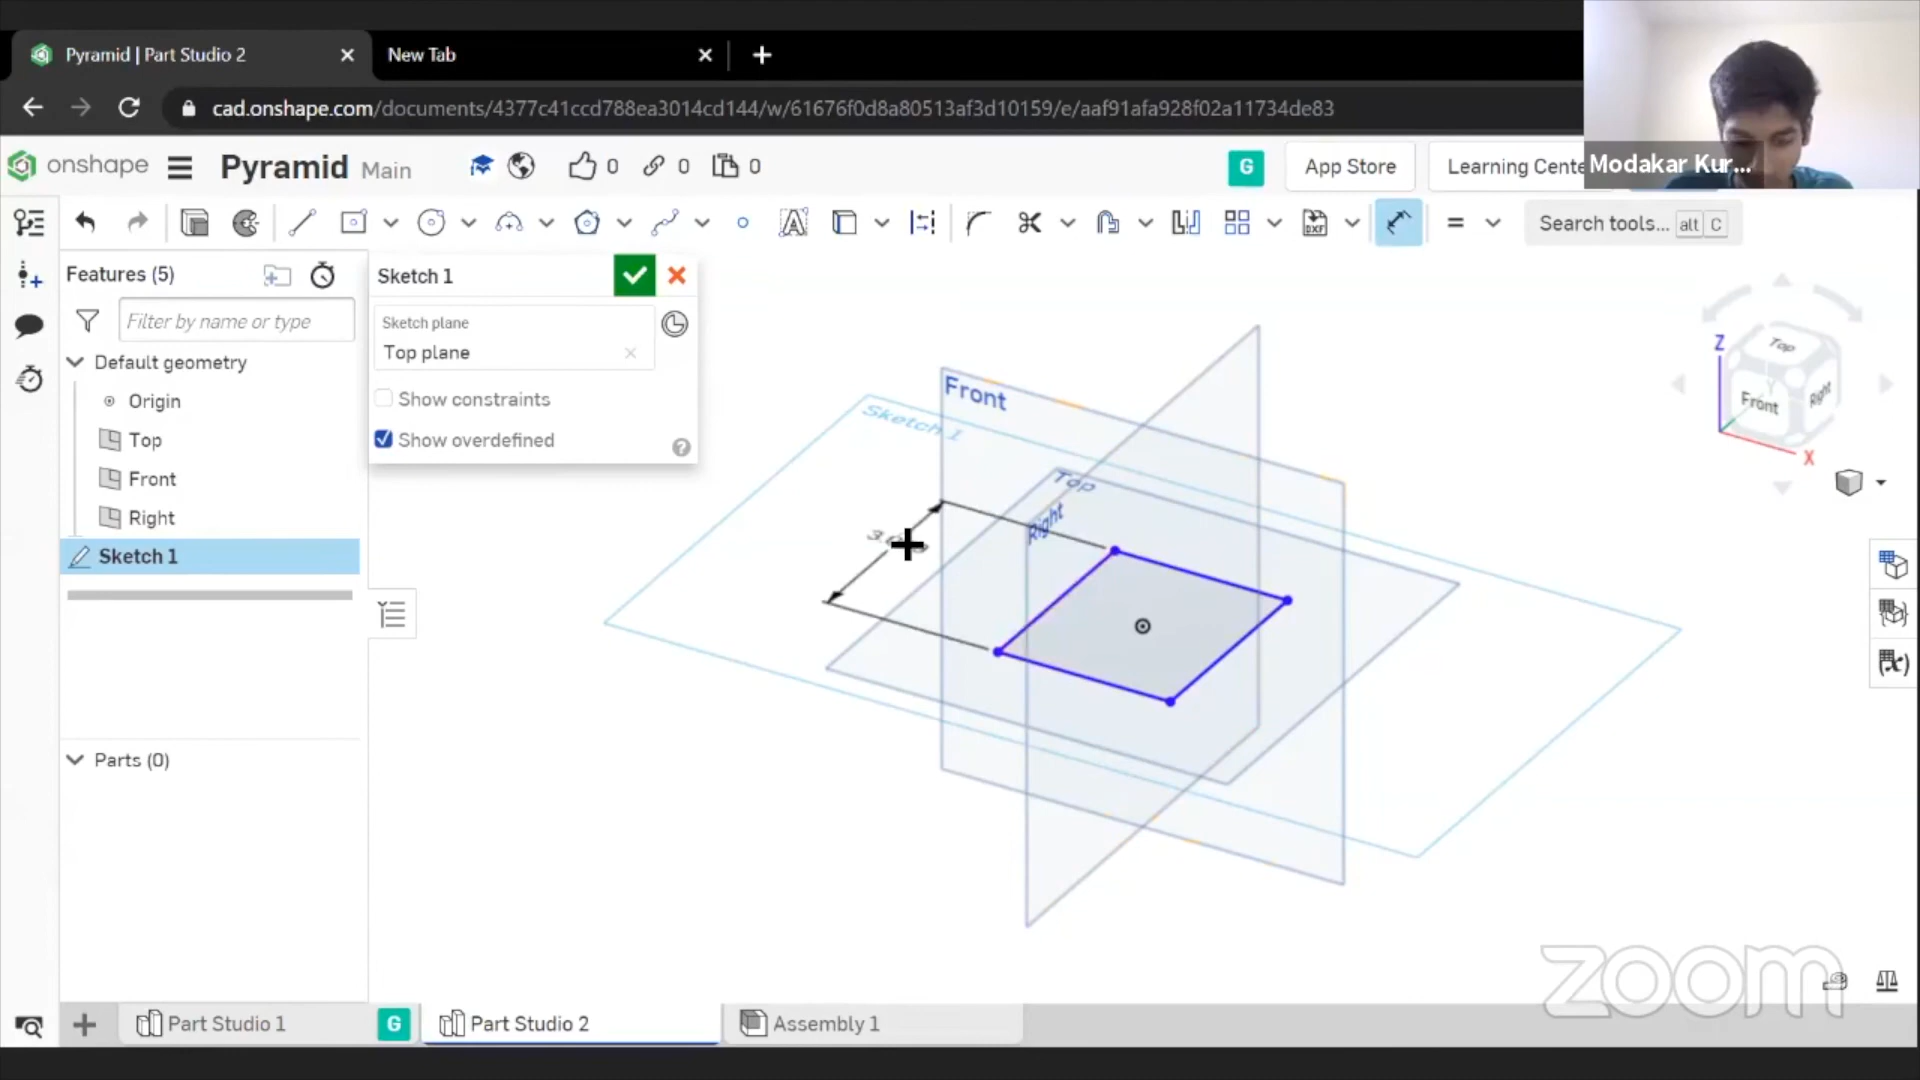 Pyramid | Part Studio 2
New Tab
cad.onshape.com/documents/4377c41ccd788ea3014cd144/w/61676f0d8a80513af3d10159/e/aaf91afa928f02a11734de83
onshape
Pyramid Main
0
0
0
G
App Store
Learning Cente
Modakar Kur...
DXF
Search tools... alt C
Features (5)
Filter by name or type
Default geometry
Origin
Top
Front
Right
Sketch 1
Parts (0)
Sketch 1
Sketch plane
Top plane
Show constraints
Show overdefined
Front
Sketch 1
Top
Right
Z
Top
Y
Front
Right
X
(x)
Part Studio 1
G
Part Studio 2
Assembly 1
zoom